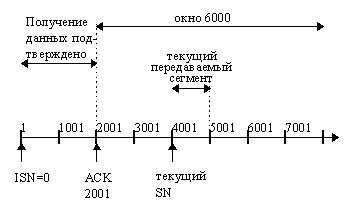 Получение
данных под-
тверждено
окно 6000
текущий
передаваемый
сегмент
1 1001 2001 3001 4001 5001 6001 7001
ISN=0
ACK
2001
текущий
SN